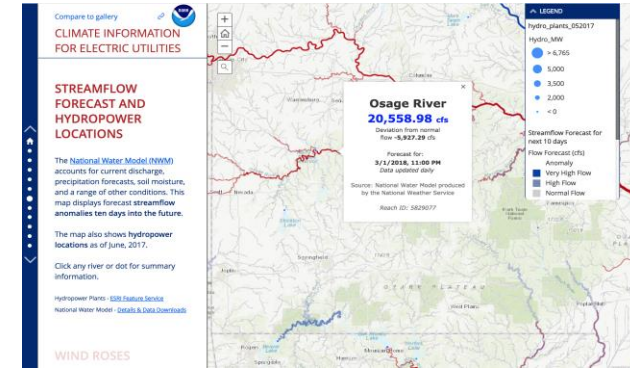 Compare to gallery
CLIMATE INFORMATION
FOR ELECTRIC UTILITIES
STREAMFLOW
FORECAST AND
HYDROPOWER
LOCATIONS
The National Water Model (NWM)
accounts for current discharge,
precipitation forecasts, soil moisture,
and a range of other conditions. This
map displays forecast streamflow
anomalies ten days into the future.
The map also shows hydropower
locations as of June, 2017.
Click any river or dot for summary
information.
Hydropower Plants - ESRI Feature Service
National Water Model - Details & Data Downloads
WIND ROSES
+
−
Osage River
20,558.98 cfs
Deviation from normal
flow -5,927.29 cfs
Forecast for:
3/1/2018, 11:00 PM
Data updated daily
Source: National Water Model produced
by the National Weather Service
Reach ID: 5829077
Columbia
Nevada
Springfield
Joplin
OZARK PLATEAU
West Plains
Harrison
LEGEND
hydro_plants_052017
Hydro_MW
> 6,765
5,000
3,500
2,000
< 0
Streamflow Forecast for
next 10 days
Flow Forecast (cfs)
Anomaly
Very High Flow
High Flow
Normal Flow